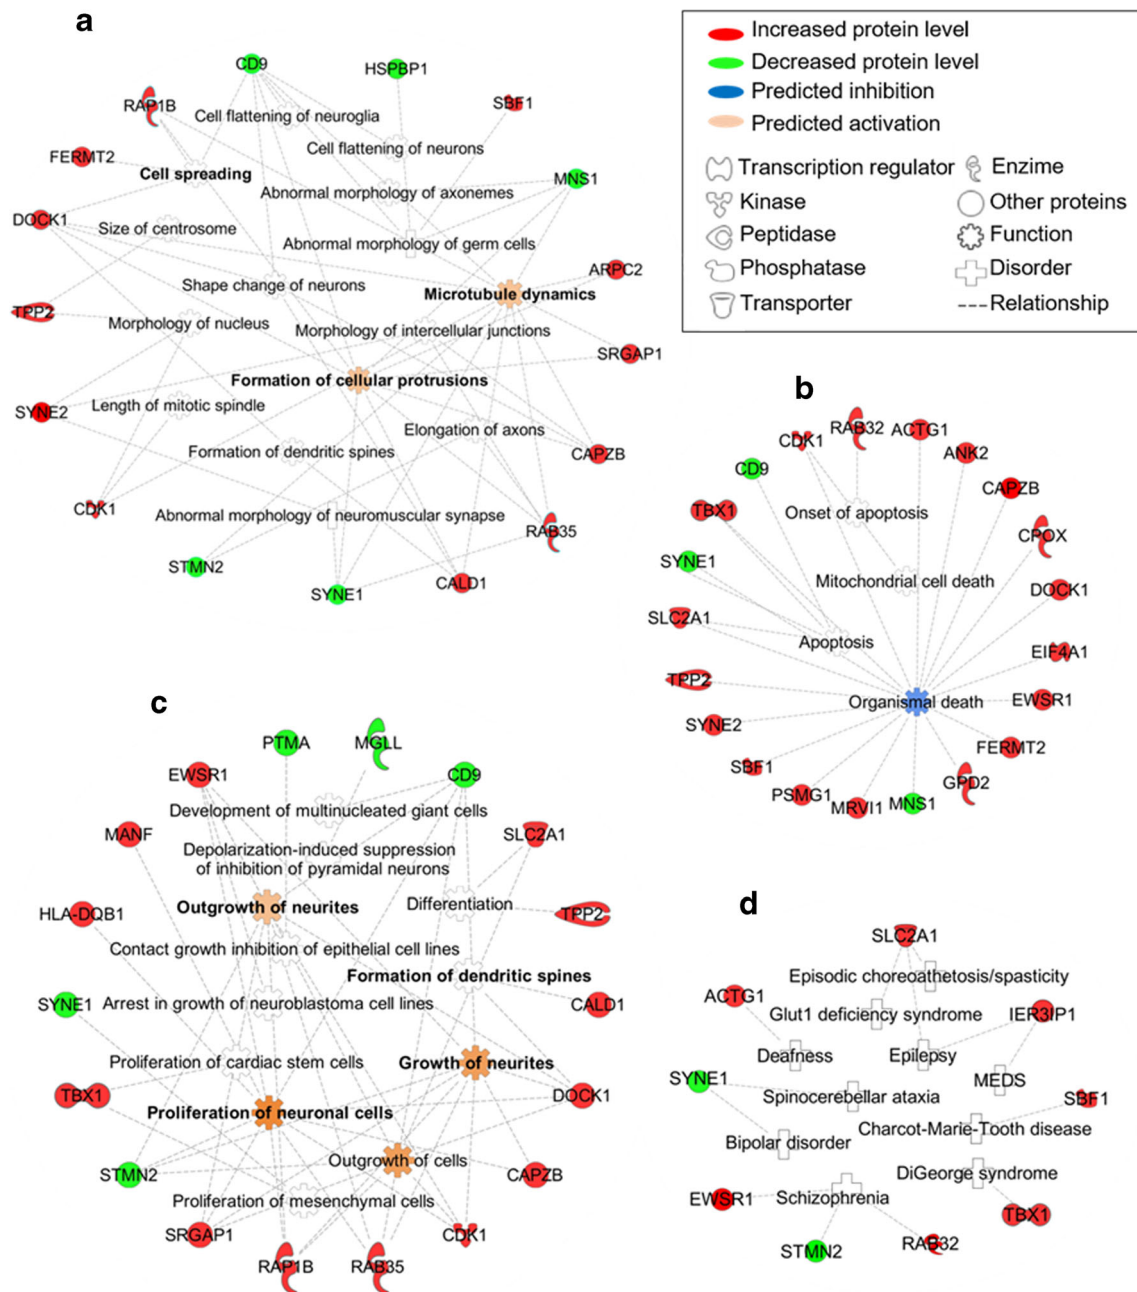 a
CD9
HSPBP1
RAP1B
SBF1
Cell flattening of neuroglia
Cell flattening of neurons
FERMT2
Cell spreading
MNS1
Abnormal morphology of axonemes
DOCK1
Size of centrosome
Abnormal morphology of germ cells
ARPC2
Shape change of neurons
Microtubule dynamics
TPP2
Morphology of nucleus
Morphology of intercellular junctions
SRGAP1
Formation of cellular protrusions
SYNE2
Length of mitotic spindle
Elongation of axons
Formation of dendritic spines
CAPZB
CDK1
Abnormal morphology of neuromuscular synapse
RAB35
STMN2
SYNE1
CALD1
Increased protein level
Decreased protein level
Predicted inhibition
Predicted activation
Transcription regulator
Enzime
Kinase
Other proteins
Peptidase
Function
Phosphatase
Disorder
Transporter
Relationship
b
RAB32
ACTG1
CDK1
ANK2
CD9
CAPZB
TBX1
Onset of apoptosis
CPOX
SYNE1
Mitochondrial cell death
DOCK1
SLC2A1
Apoptosis
EIF4A1
TPP2
Organismal death
EWSR1
SYNE2
FERMT2
SBF1
GPD2
PSMG1
MRVI1
MNS1
c
PTMA
MGLL
EWSR1
CD9
Development of multinucleated giant cells
MANF
SLC2A1
Depolarization-induced suppression
of inhibition of pyramidal neurons
Outgrowth of neurites
Differentiation
HLA-DQB1
TPP2
Contact growth inhibition of epithelial cell lines
Formation of dendritic spines
SYNE1
Arrest in growth of neuroblastoma cell lines
CALD1
Proliferation of cardiac stem cells
Growth of neurites
TBX1
DOCK1
Proliferation of neuronal cells
Outgrowth of cells
STMN2
CAPZB
Proliferation of mesenchymal cells
SRGAP1
CDK1
RAP1B
RAB35
d
SLC2A1
Episodic choreoathetosis/spasticity
ACTG1
Glut1 deficiency syndrome
IER3IP1
Deafness
Epilepsy
SYNE1
MEDS
Spinocerebellar ataxia
SBF1
Charcot-Marie-Tooth disease
Bipolar disorder
DiGeorge syndrome
EWSR1
Schizophrenia
TBX1
STMN2
RAB32